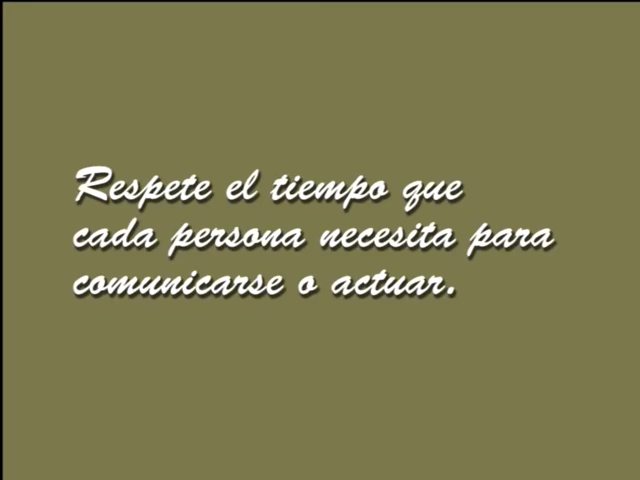 Respete el tiempo que
cada persona necesita para
comunicarse o actuar.